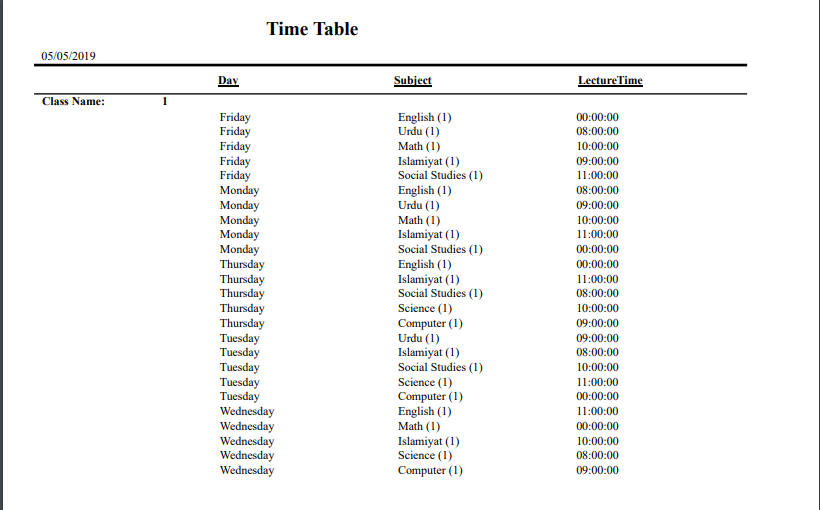 Time Table
05/05/2019
Day Subject LectureTime
Class Name: 1
Friday English (1) 00:00:00
Friday Urdu (1) 08:00:00
Friday Math (1) 10:00:00
Friday Islamiyat (1) 09:00:00
Friday Social Studies (1) 11:00:00
Monday English (1) 08:00:00
Monday Urdu (1) 09:00:00
Monday Math (1) 10:00:00
Monday Islamiyat (1) 11:00:00
Monday Social Studies (1) 00:00:00
Thursday English (1) 00:00:00
Thursday Islamiyat (1) 11:00:00
Thursday Social Studies (1) 08:00:00
Thursday Science (1) 10:00:00
Thursday Computer (1) 09:00:00
Tuesday Urdu (1) 09:00:00
Tuesday Islamiyat (1) 08:00:00
Tuesday Social Studies (1) 10:00:00
Tuesday Science (1) 11:00:00
Tuesday Computer (1) 00:00:00
Wednesday English (1) 11:00:00
Wednesday Math (1) 00:00:00
Wednesday Islamiyat (1) 10:00:00
Wednesday Science (1) 08:00:00
Wednesday Computer (1) 09:00:00